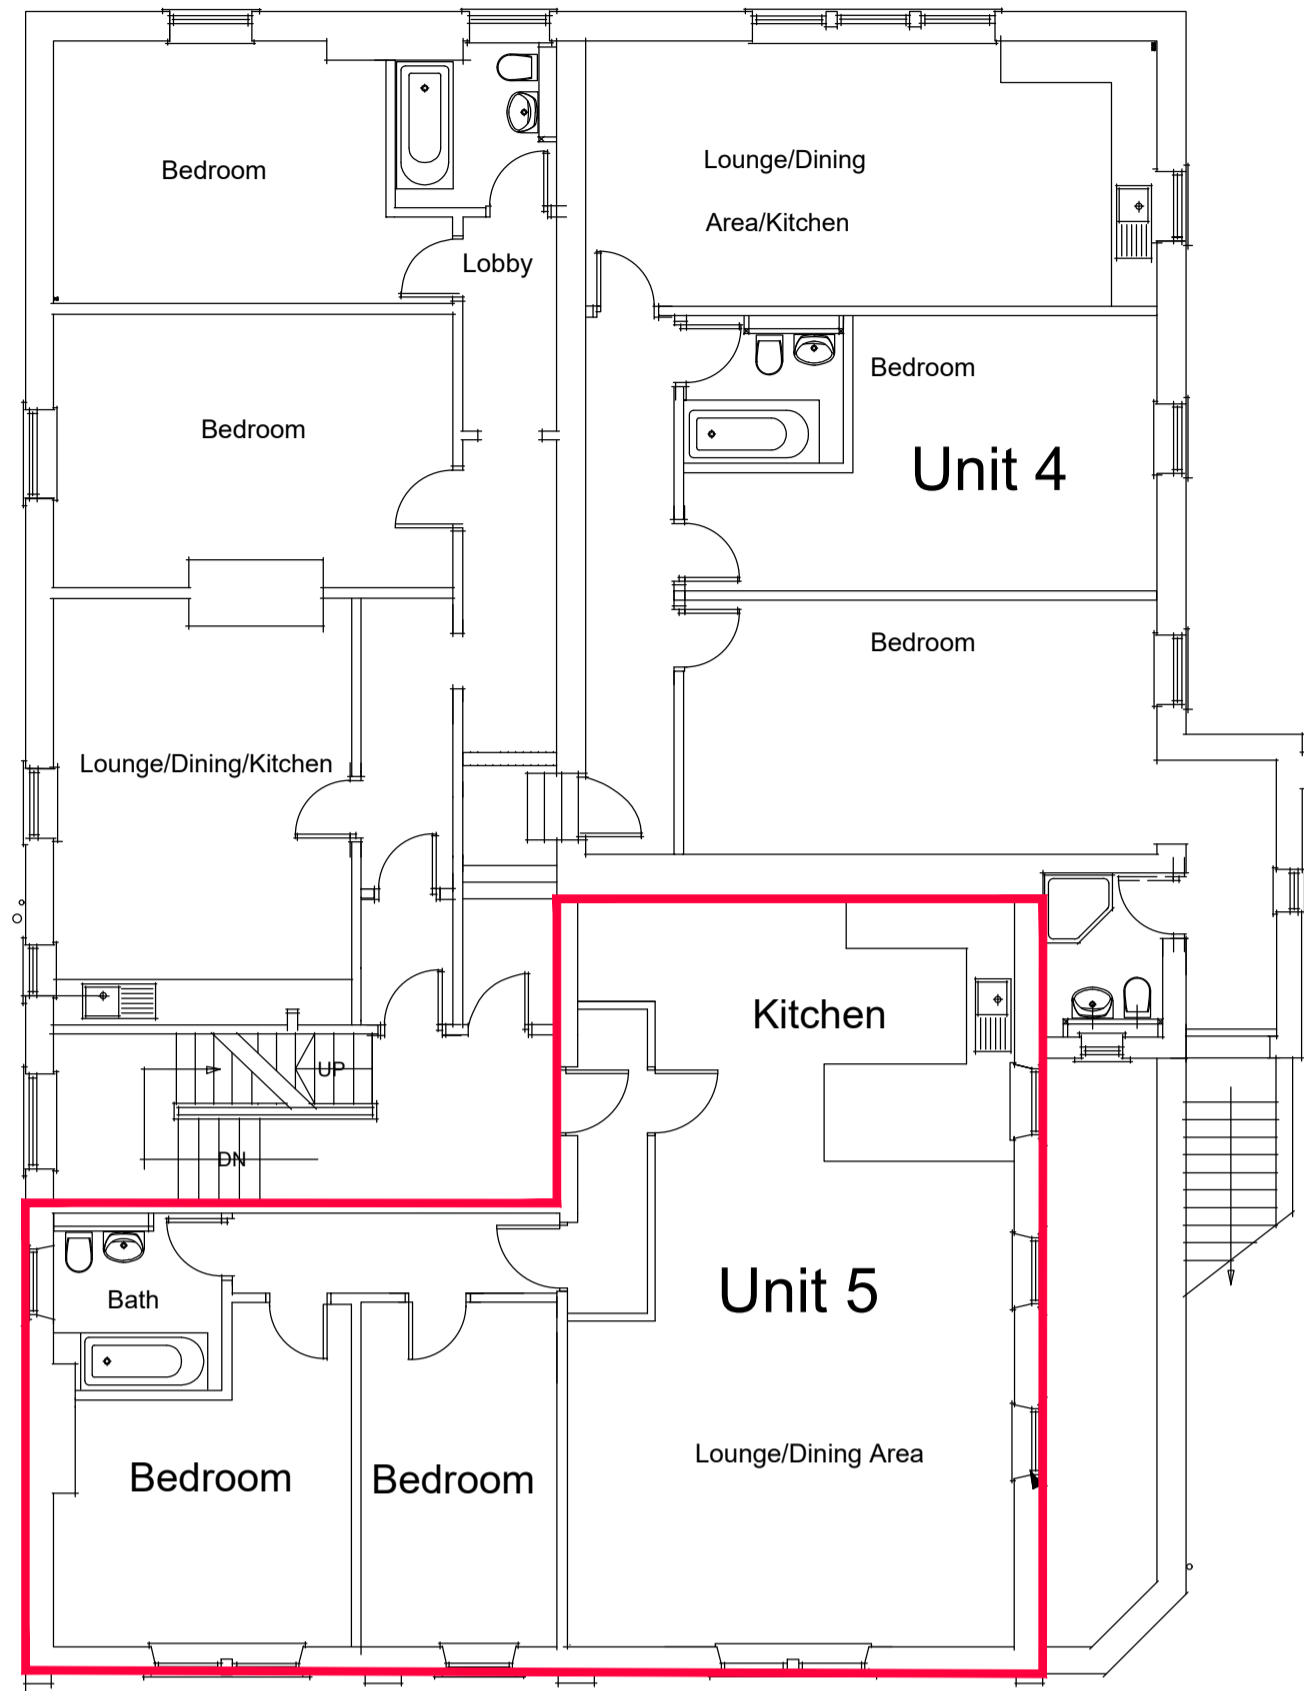 Bedroom
Lounge/Dining
Area/Kitchen
Lobby
Bedroom
Bedroom
Unit 4
Bedroom
Lounge/Dining/Kitchen
Kitchen
UP
DN
Bath
Unit 5
Lounge/Dining Area
Bedroom
Bedroom